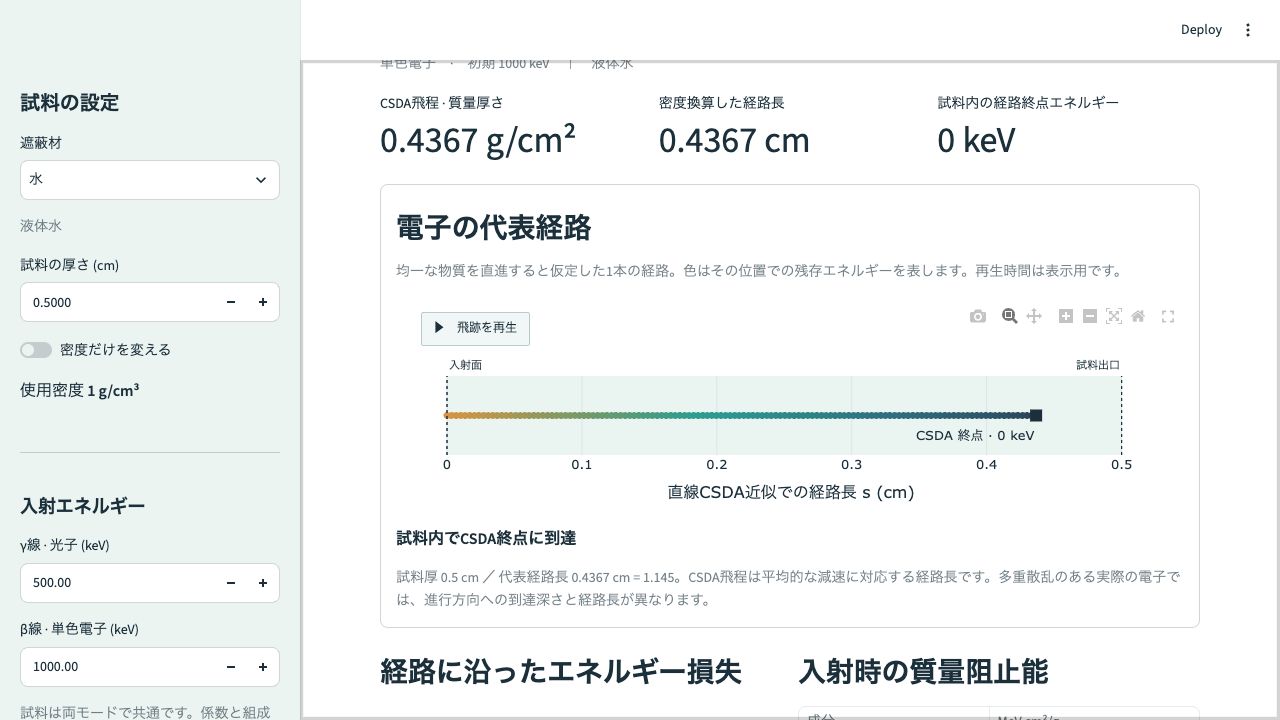 Deploy
試料の設定
遮蔽材
水
液体水
試料の厚さ (cm)
0.5000
密度だけを変える
使用密度 1 g/cm³
入射エネルギー
γ線 · 光子 (keV)
500.00
β線 · 単色電子 (keV)
1000.00
試料は両モードで共通です。係数と組成
単色電子 · 初期 1000 keV | 液体水
CSDA飛程 · 質量厚さ
0.4367 g/cm²
密度換算した経路長
0.4367 cm
試料内の経路終点エネルギー
0 keV
電子の代表経路
均一な物質を直進すると仮定した1本の経路。色はその位置での残存エネルギーを表します。再生時間は表示用です。
飛跡を再生
入射面 試料出口
CSDA 終点 · 0 keV
0 0.1 0.2 0.3 0.4 0.5
直線CSDA近似での経路長 s (cm)
試料内でCSDA終点に到達
試料厚 0.5 cm ／ 代表経路長 0.4367 cm = 1.145。CSDA飛程は平均的な減速に対応する経路長です。多重散乱のある実際の電子で
は、進行方向への到達深さと経路長が異なります。
経路に沿ったエネルギー損失
入射時の質量阻止能
成分 MeV cm²/g